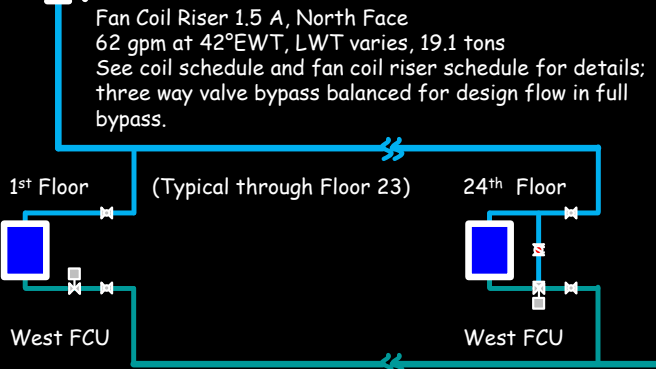 Fan Coil Riser 1.5 A, North Face
62 gpm at 42°EWT, LWT varies, 19.1 tons
See coil schedule and fan coil riser schedule for details;
three way valve bypass balanced for design flow in full
bypass.
1st Floor (Typical through Floor 23) 24th Floor
West FCU West FCU